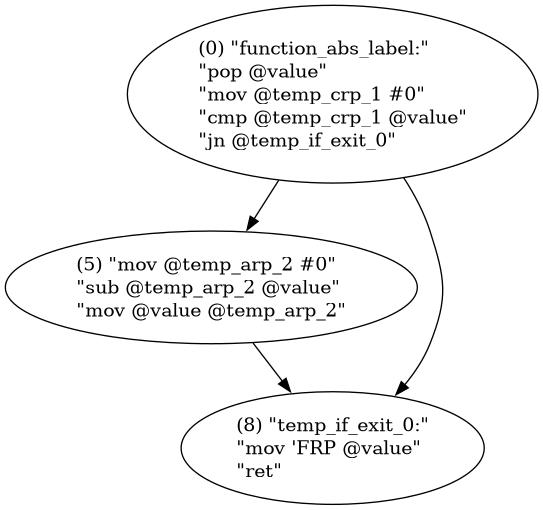 (0) "function_abs_label:"
"pop @value"
"mov @temp_crp_1 #0"
"cmp @temp_crp_1 @value"
"jn @temp_if_exit_0"
(5) "mov @temp_arp_2 #0"
"sub @temp_arp_2 @value"
"mov @value @temp_arp_2"
(8) "temp_if_exit_0:"
"mov 'FRP @value"
"ret"